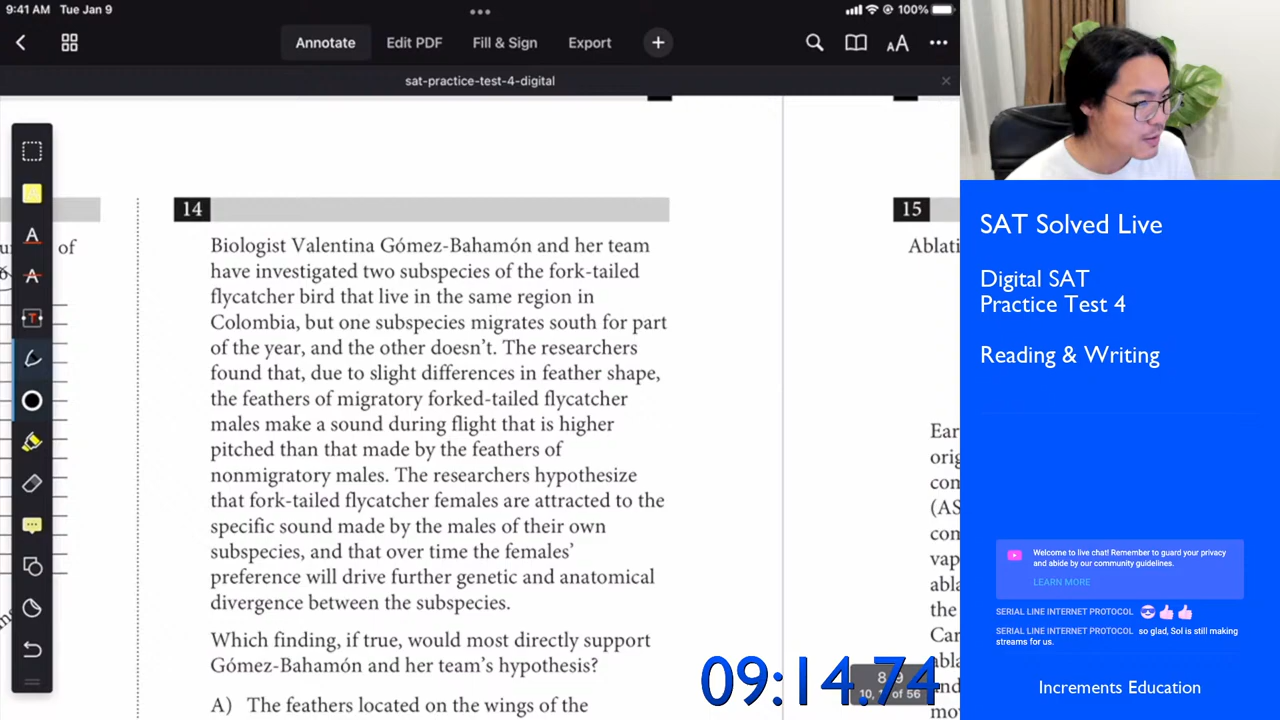 9:41 AM Tue Jan 9
100%
Annotate
Edit PDF
Fill & Sign
Export
sat-practice-test-4-digital
of
14
Biologist Valentina Gómez-Bahamón and her team
have investigated two subspecies of the fork-tailed
flycatcher bird that live in the same region in
Colombia, but one subspecies migrates south for part
of the year, and the other doesn't. The researchers
found that, due to slight differences in feather shape,
the feathers of migratory forked-tailed flycatcher
males make a sound during flight that is higher
pitched than that made by the feathers of
nonmigratory males. The researchers hypothesize
that fork-tailed flycatcher females are attracted to the
specific sound made by the males of their own
subspecies, and that over time the females'
preference will drive further genetic and anatomical
divergence between the subspecies.
Which finding, if true, would most directly support
Gómez-Bahamón and her team's hypothesis?
A) The feathers located on the wings of the
15
Ablati
Ear
orig
com
(AS
com
vap
abla
the
Car
abla
and
mo
09:14.74
of 56
SAT Solved Live
Digital SAT
Practice Test 4
Reading & Writing
Welcome to live chat! Remember to guard your privacy
and abide by our community guidelines.
LEARN MORE
SERIAL LINE INTERNET PROTOCOL
SERIAL LINE INTERNET PROTOCOL so glad, Sol is still making
streams for us.
Increments Education